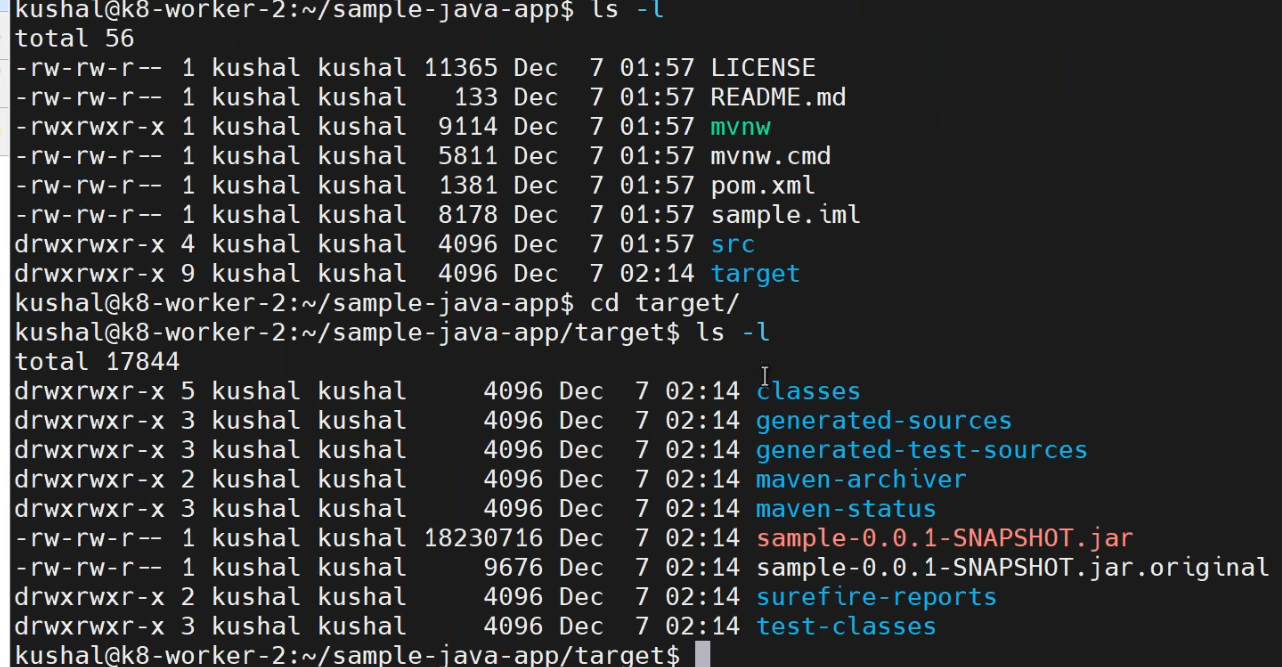 kushal@k8-worker-2:~/sample-java-app$ ls -l
total 56
-rw-rw-r-- 1 kushal kushal 11365 Dec  7 01:57 LICENSE
-rw-rw-r-- 1 kushal kushal   133 Dec  7 01:57 README.md
-rwxrwxr-x 1 kushal kushal  9114 Dec  7 01:57 mvnw
-rw-rw-r-- 1 kushal kushal  5811 Dec  7 01:57 mvnw.cmd
-rw-rw-r-- 1 kushal kushal  1381 Dec  7 01:57 pom.xml
-rw-rw-r-- 1 kushal kushal  8178 Dec  7 01:57 sample.iml
drwxrwxr-x 4 kushal kushal  4096 Dec  7 01:57 src
drwxrwxr-x 9 kushal kushal  4096 Dec  7 02:14 target
kushal@k8-worker-2:~/sample-java-app$ cd target/
kushal@k8-worker-2:~/sample-java-app/target$ ls -l
total 17844
drwxrwxr-x 5 kushal kushal     4096 Dec  7 02:14 classes
drwxrwxr-x 3 kushal kushal     4096 Dec  7 02:14 generated-sources
drwxrwxr-x 3 kushal kushal     4096 Dec  7 02:14 generated-test-sources
drwxrwxr-x 2 kushal kushal     4096 Dec  7 02:14 maven-archiver
drwxrwxr-x 3 kushal kushal     4096 Dec  7 02:14 maven-status
-rw-rw-r-- 1 kushal kushal 18230716 Dec  7 02:14 sample-0.0.1-SNAPSHOT.jar
-rw-rw-r-- 1 kushal kushal     9676 Dec  7 02:14 sample-0.0.1-SNAPSHOT.jar.original
drwxrwxr-x 2 kushal kushal     4096 Dec  7 02:14 surefire-reports
drwxrwxr-x 3 kushal kushal     4096 Dec  7 02:14 test-classes
kushal@k8-worker-2:~/sample-java-app/target$